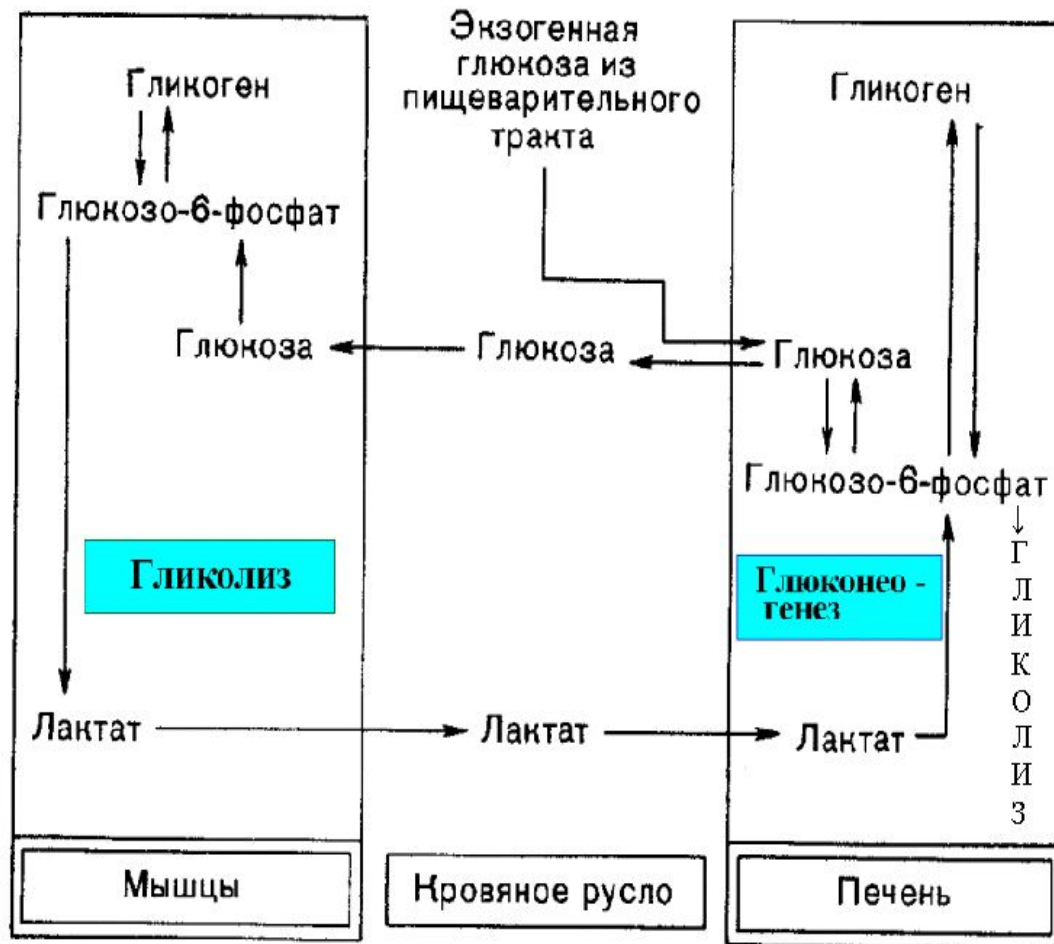 Экзогенная
глюкоза из
пищеварительного
тракта
Гликоген
Глюкозо-6-фосфат
Глюкоза
Гликолиз
Лактат
Мышцы
Глюкоза
Лактат
Кровяное русло
Гликоген
Глюкоза
Глюкозо-6-фосфат
Глюконео -
генез
Г
Л
И
К
О
Л
И
З
Лактат
Печень